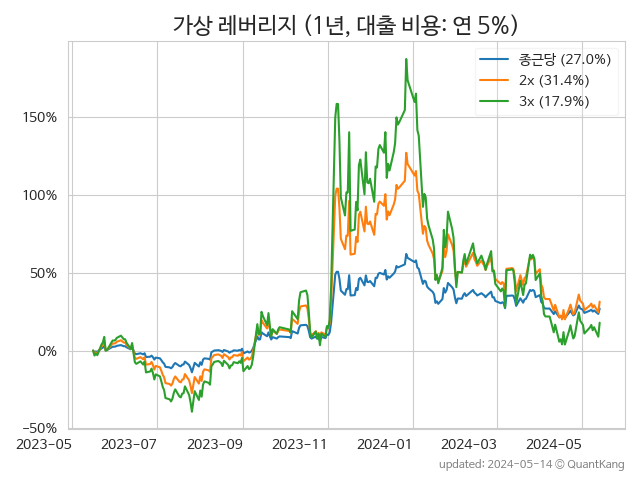 가상 레버리지 (1년, 대출 비용: 연 5%)
종근당 (27.0%)
2x (31.4%)
3x (17.9%)
150%
100%
50%
0%
−50%
2023−05 2023−07 2023−09 2023−11 2024−01 2024−03 2024−05
updated: 2024−05−14 © QuantKang